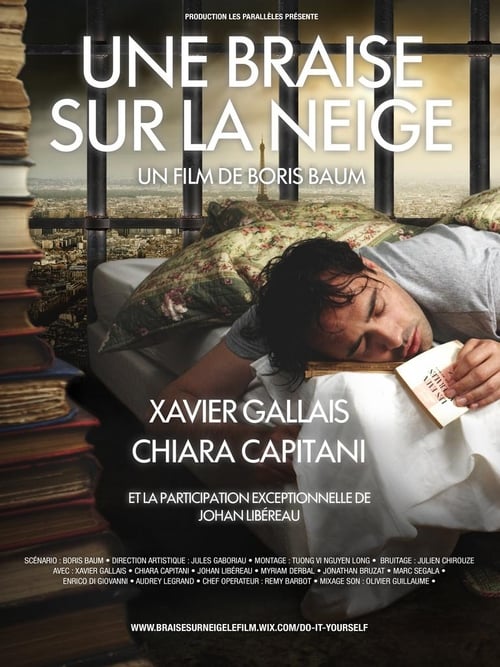 PRODUCTION LES PARALLÈLES PRÉSENTE
UNE BRAISE
SUR LA NEIGE
UN FILM DE BORIS BAUM
XAVIER GALLAIS
CHIARA CAPITANI
ET LA PARTICIPATION EXCEPTIONNELLE DE
JOHAN LIBÉREAU
SCÉNARIO : BORIS BAUM • DIRECTION ARTISTIQUE : JULES GABORIAU • MONTAGE : TUONG VI NGUYEN LONG • BRUITAGE : JULIEN CHIROUZE
AVEC : XAVIER GALLAIS • CHIARA CAPITANI • JOHAN LIBÉREAU • MYRIAM DERBAL • JONATHAN BRUZAT • MARC SEGALA •
ENRICO DI GIOVANNI • AUDREY LEGRAND • CHEF OPERATEUR : REMY BARBOT • MIXAGE SON : OLIVIER GUILLAUME •
WWW.BRAISESURNEIGELEFILM.WIX.COM/DO-IT-YOURSELF